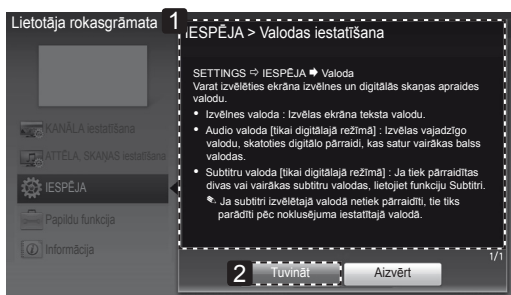 Lietotāja rokasgrāmata
1
IESPĒJA > Valodas iestatīšana
SETTINGS ⇨ IESPĒJA ➡ Valoda
Varat izvēlēties ekrāna izvēlnes un digitālās skaņas apraides
valodu.
• Izvēlnes valoda : Izvēlas ekrāna teksta valodu.
• Audio valoda [tikai digitālajā režīmā] : Izvēlas vajadzīgo
valodu, skatoties digitālo pārraidi, kas satur vairākas balss
valodas.
• Subtitru valoda [tikai digitālajā režīmā] : Ja tiek pārraidītas
divas vai vairākas subtitru valodas, lietojiet funkciju Subtitri.
✎ Ja subtitri izvēlētajā valodā netiek pārraidīti, tie tiks
parādīti pēc noklusējuma iestatītajā valodā.
KANĀLA iestatīšana
ATTĒLA, SKAŅAS iestatīšana
IESPĒJA
Papildu funkcija
Informācija
1/1
2
Tuvināt
Aizvērt